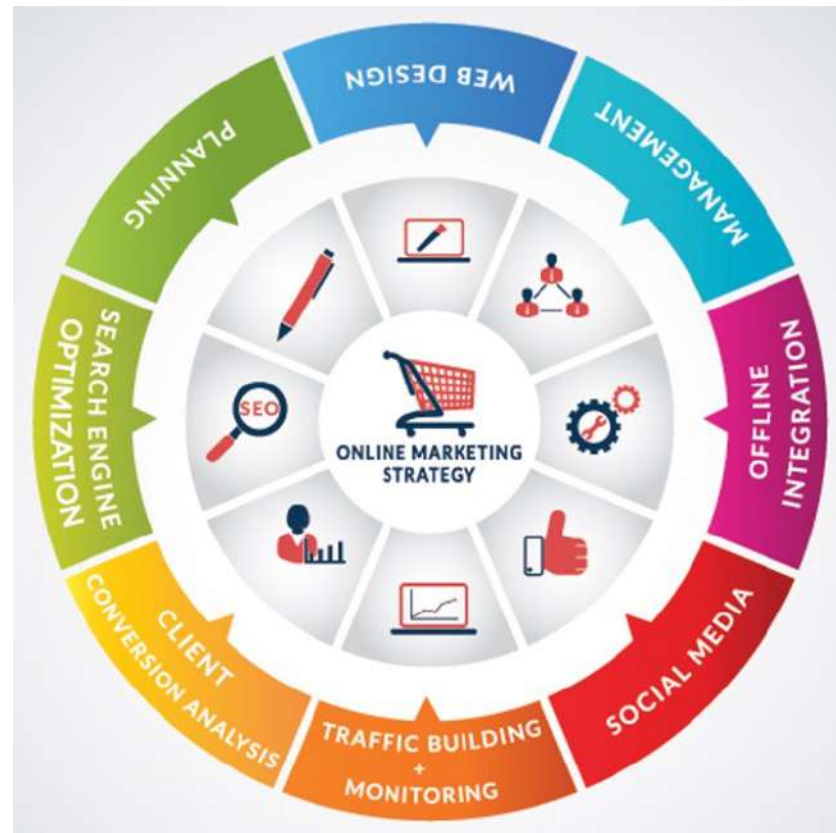 WEB DESIGN
MANAGEMENT
OFFLINE
INTEGRATION
SOCIAL MEDIA
TRAFFIC BUILDING
+
MONITORING
CLIENT
CONVERSION ANALYSIS
SEARCH ENGINE
OPTIMIZATION
PLANNING
SEO
ONLINE MARKETING
STRATEGY